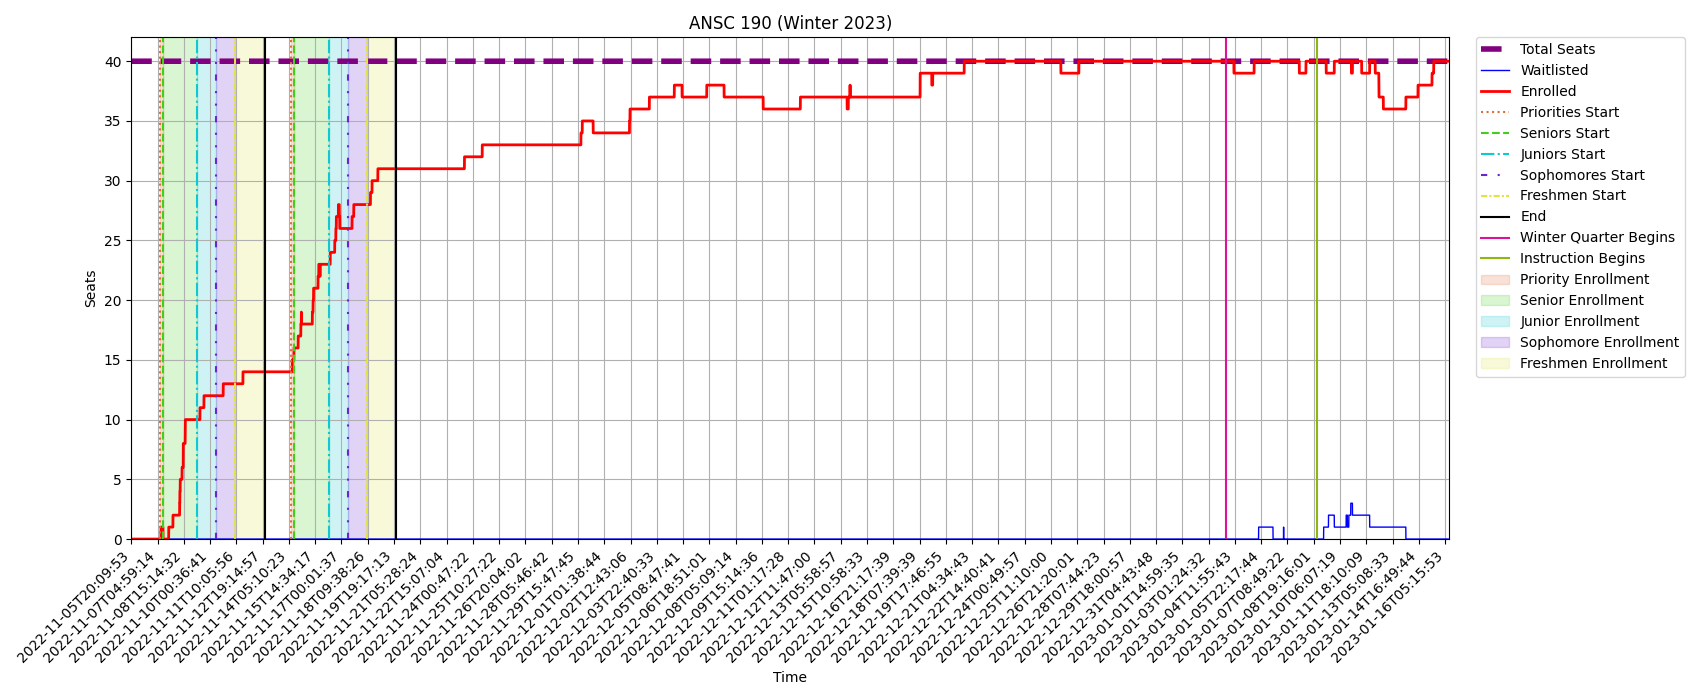 ANSC 190 (Winter 2023)
Seats
40
35
30
25
20
15
10
5
0
2022-11-05T20:09:53
2022-11-07T04:59:14
2022-11-08T15:14:32
2022-11-10T00:36:41
2022-11-11T10:05:56
2022-11-12T19:14:57
2022-11-14T05:10:23
2022-11-15T14:34:17
2022-11-17T00:01:37
2022-11-18T09:38:26
2022-11-19T19:17:13
2022-11-21T05:28:24
2022-11-22T15:07:04
2022-11-24T00:47:22
2022-11-25T10:27:22
2022-11-26T20:04:02
2022-11-28T05:46:42
2022-11-29T15:47:45
2022-12-01T01:38:44
2022-12-02T12:43:06
2022-12-03T22:40:33
2022-12-05T08:47:41
2022-12-06T18:51:01
2022-12-08T05:09:14
2022-12-09T15:14:36
2022-12-11T01:17:28
2022-12-12T11:47:00
2022-12-13T15:58:57
2022-12-15T10:58:33
2022-12-16T21:17:39
2022-12-18T07:39:39
2022-12-19T17:46:55
2022-12-21T04:34:43
2022-12-22T14:40:41
2022-12-24T00:49:57
2022-12-25T11:10:00
2022-12-26T21:20:01
2022-12-28T07:44:23
2022-12-29T18:00:57
2022-12-31T04:43:48
2023-01-01T14:59:35
2023-01-03T01:24:32
2023-01-04T11:55:43
2023-01-05T22:17:44
2023-01-07T08:49:22
2023-01-08T19:16:01
2023-01-10T06:07:19
2023-01-11T18:10:09
2023-01-13T05:08:33
2023-01-14T16:49:44
2023-01-16T05:15:53
Time
Total Seats
Waitlisted
Enrolled
Priorities Start
Seniors Start
Juniors Start
Sophomores Start
Freshmen Start
End
Winter Quarter Begins
Instruction Begins
Priority Enrollment
Senior Enrollment
Junior Enrollment
Sophomore Enrollment
Freshmen Enrollment